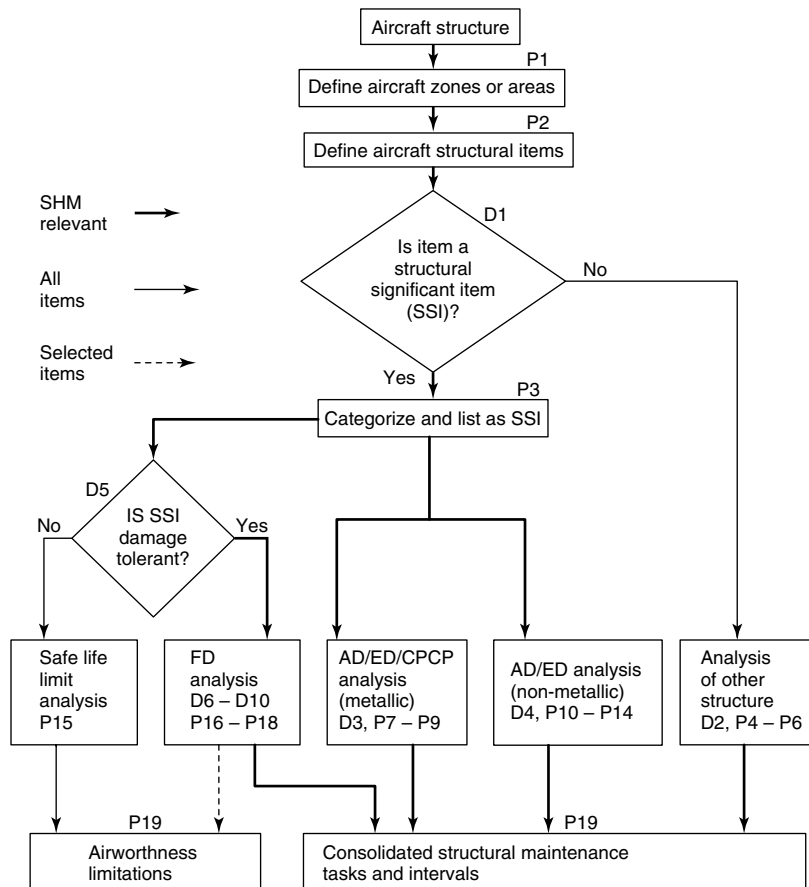 Aircraft structure
P1
Define aircraft zones or areas
P2
Define aircraft structural items
SHM
relevant
All
items
Selected
items
D1
Is item a
structural
significant item
(SSI)?
No
Yes
P3
Categorize and list as SSI
D5
No
IS SSI
damage
tolerant?
Yes
Safe life
limit
analysis
P15
FD
analysis
D6 – D10
P16 – P18
AD/ED/CPCP
analysis
(metallic)
D3, P7 – P9
AD/ED analysis
(non-metallic)
D4, P10 – P14
Analysis
of other
structure
D2, P4 – P6
P19
Airworthness
limitations
P19
Consolidated structural maintenance
tasks and intervals